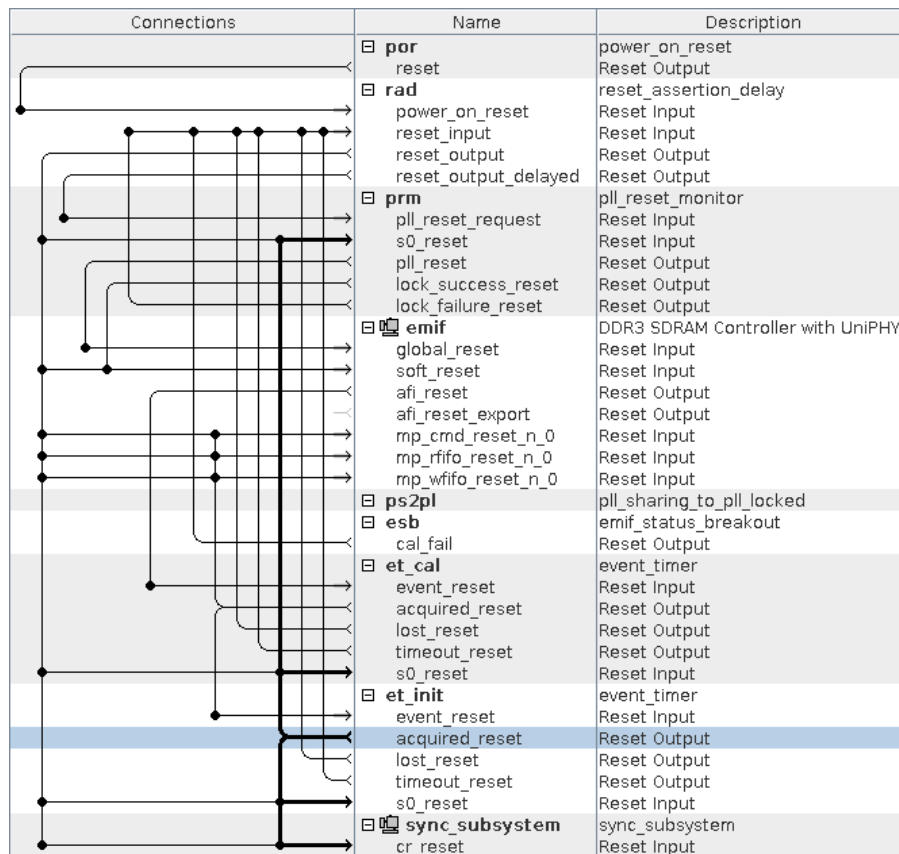 Connections Name Description
por power_on_reset
reset Reset Output
rad reset_assertion_delay
power_on_reset Reset Input
reset_input Reset Input
reset_output Reset Output
reset_output_delayed Reset Output
prm pll_reset_monitor
pll_reset_request Reset Input
s0_reset Reset Input
pll_reset Reset Output
lock_success_reset Reset Output
lock_failure_reset Reset Output
emif DDR3 SDRAM Controller with UniPHY
global_reset Reset Input
soft_reset Reset Input
afi_reset Reset Output
afi_reset_export Reset Output
mp_cmd_reset_n_0 Reset Input
mp_rfifo_reset_n_0 Reset Input
mp_wfifo_reset_n_0 Reset Input
ps2pl pll_sharing_to_pll_locked
esb emif_status_breakout
cal_fail Reset Output
et_cal event_timer
event_reset Reset Input
acquired_reset Reset Output
lost_reset Reset Output
timeout_reset Reset Output
s0_reset Reset Input
et_init event_timer
event_reset Reset Input
acquired_reset Reset Output
lost_reset Reset Output
timeout_reset Reset Output
s0_reset Reset Input
sync_subsystem sync_subsystem
cr_reset Reset Input